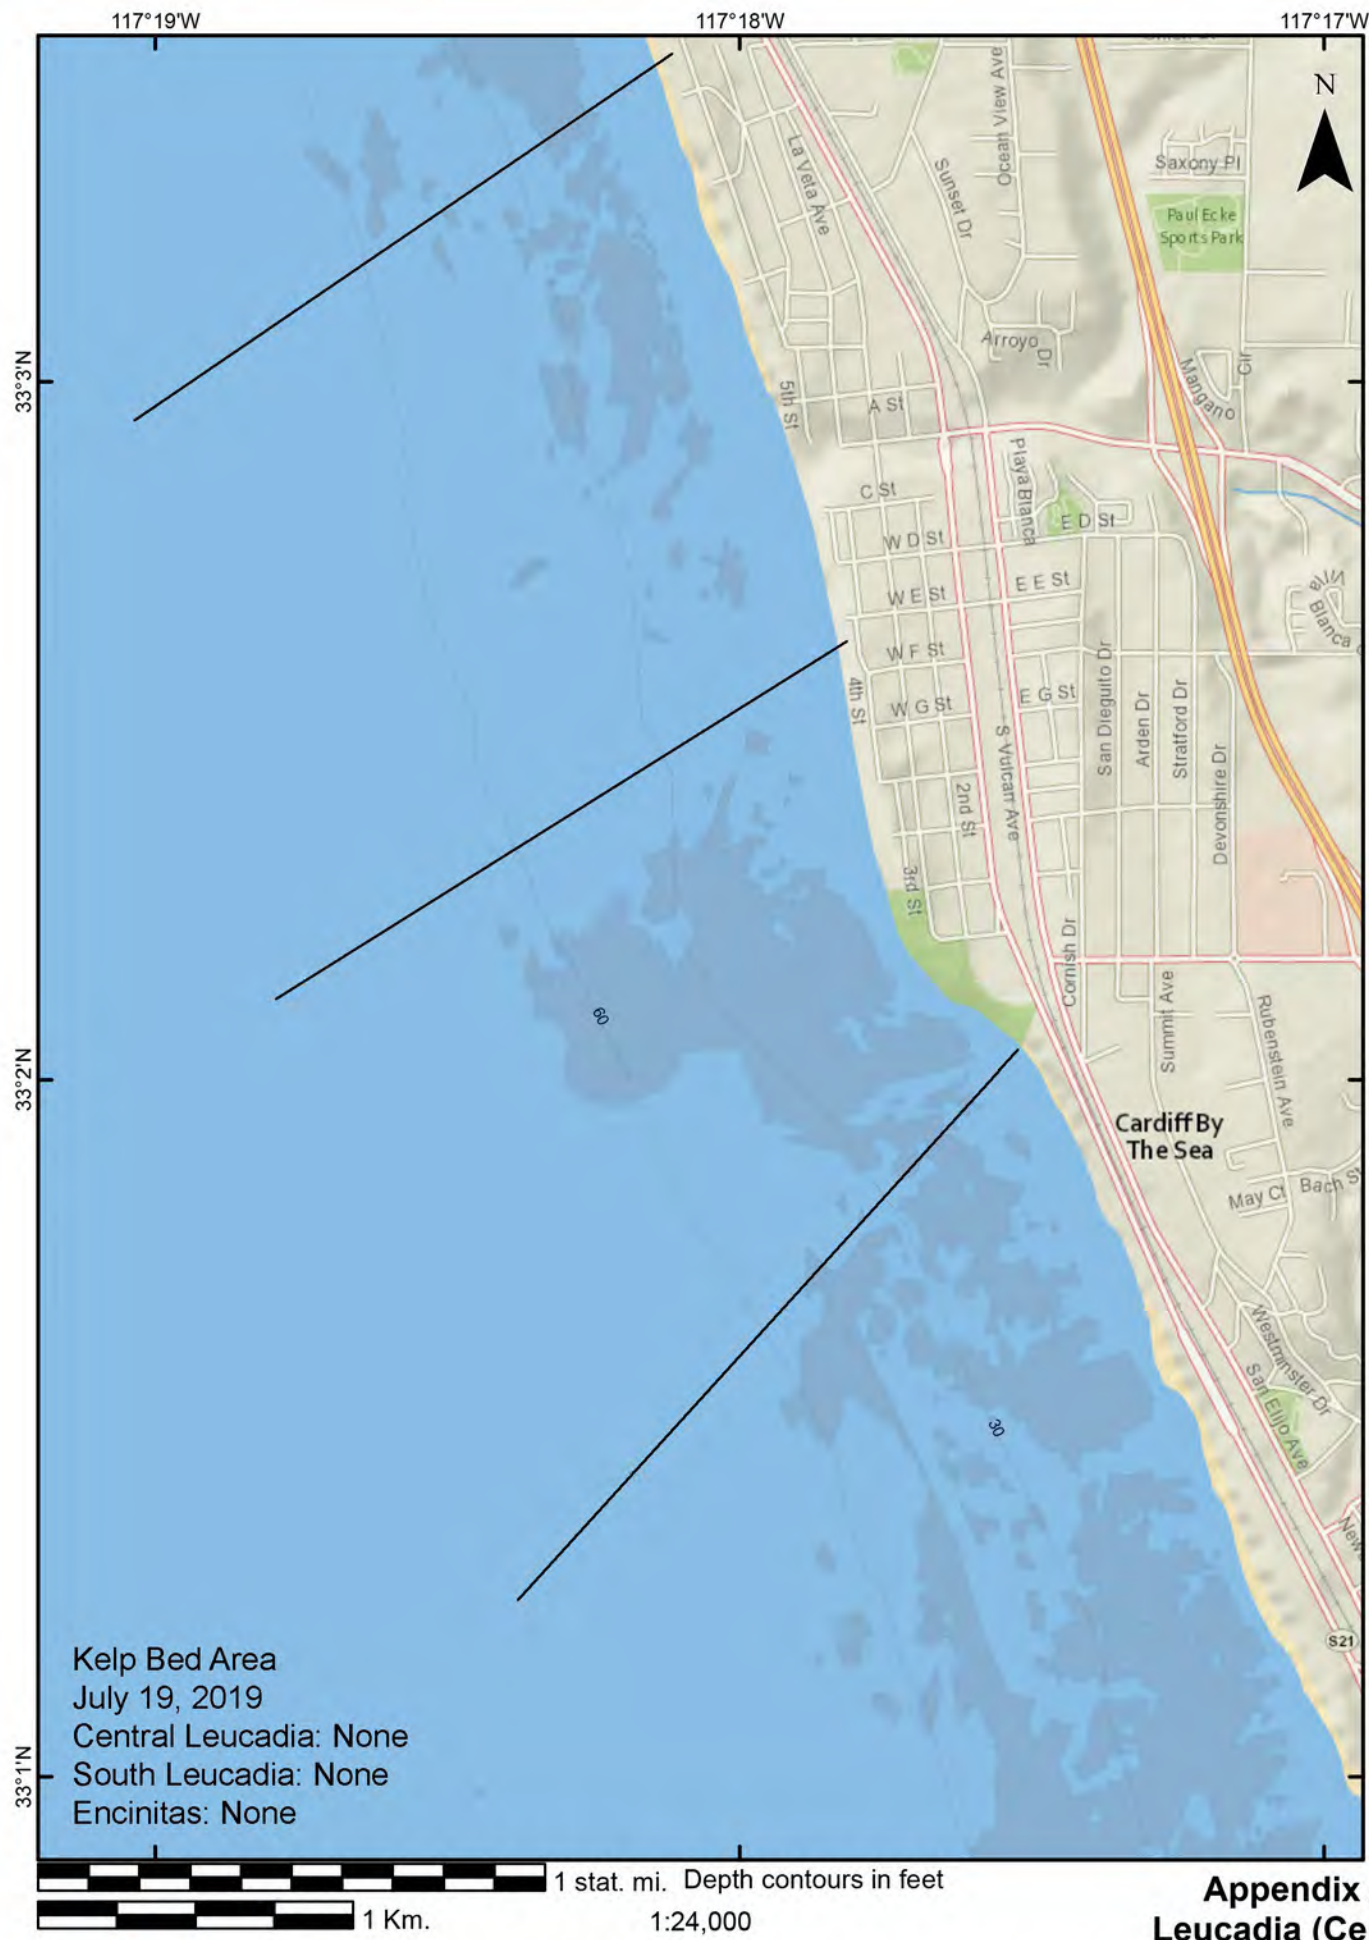 117°19'W
117°18'W
117°17'W
N
Ocean View Ave
La Veta Ave
Sunset Dr
Saxony Pl
Paul Ecke
Sports Park
33°3'N
Arroyo Dr
Mangano Cir
5th St
A St
Playa Blanca
C St
E D St
W D St
E E St
W E St
Villa Blanca
W F St
4th St
W G St
E G St
San Dieguito Dr
Arden Dr
Stratford Dr
Devonshire Dr
S Vulcan Ave
2nd St
3rd St
Cornish Dr
Summit Ave
Rubenstein Ave
60
33°2'N
Cardiff By
The Sea
May Ct
Bach S
Westminster Dr
San Elijo Ave
30
New
S21
Kelp Bed Area
July 19, 2019
Central Leucadia: None
South Leucadia: None
Encinitas: None
33°1'N
1 stat. mi.
Depth contours in feet
1 Km.
1:24,000
Appendix
Leucadia (Ce